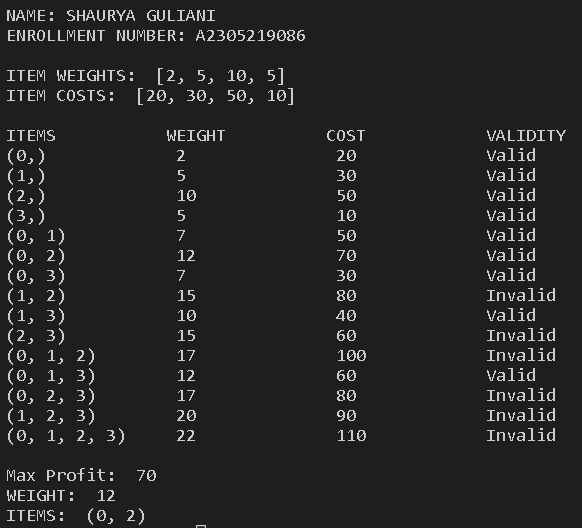 NAME: SHAURYA GULIANI
ENROLLMENT NUMBER: A2305219086
ITEM WEIGHTS:  [2, 5, 10, 5]
ITEM COSTS:  [20, 30, 50, 10]
ITEMS           WEIGHT          COST            VALIDITY
(0,)             2               20             Valid
(1,)             5               30             Valid
(2,)             10              50             Valid
(3,)             5               10             Valid
(0, 1)           7               50             Valid
(0, 2)           12              70             Valid
(0, 3)           7               30             Valid
(1, 2)           15              80             Invalid
(1, 3)           10              40             Valid
(2, 3)           15              60             Invalid
(0, 1, 2)        17              100            Invalid
(0, 1, 3)        12              60             Valid
(0, 2, 3)        17              80             Invalid
(1, 2, 3)        20              90             Invalid
(0, 1, 2, 3)     22              110            Invalid
Max Profit:  70
WEIGHT:  12
ITEMS:  (0, 2)